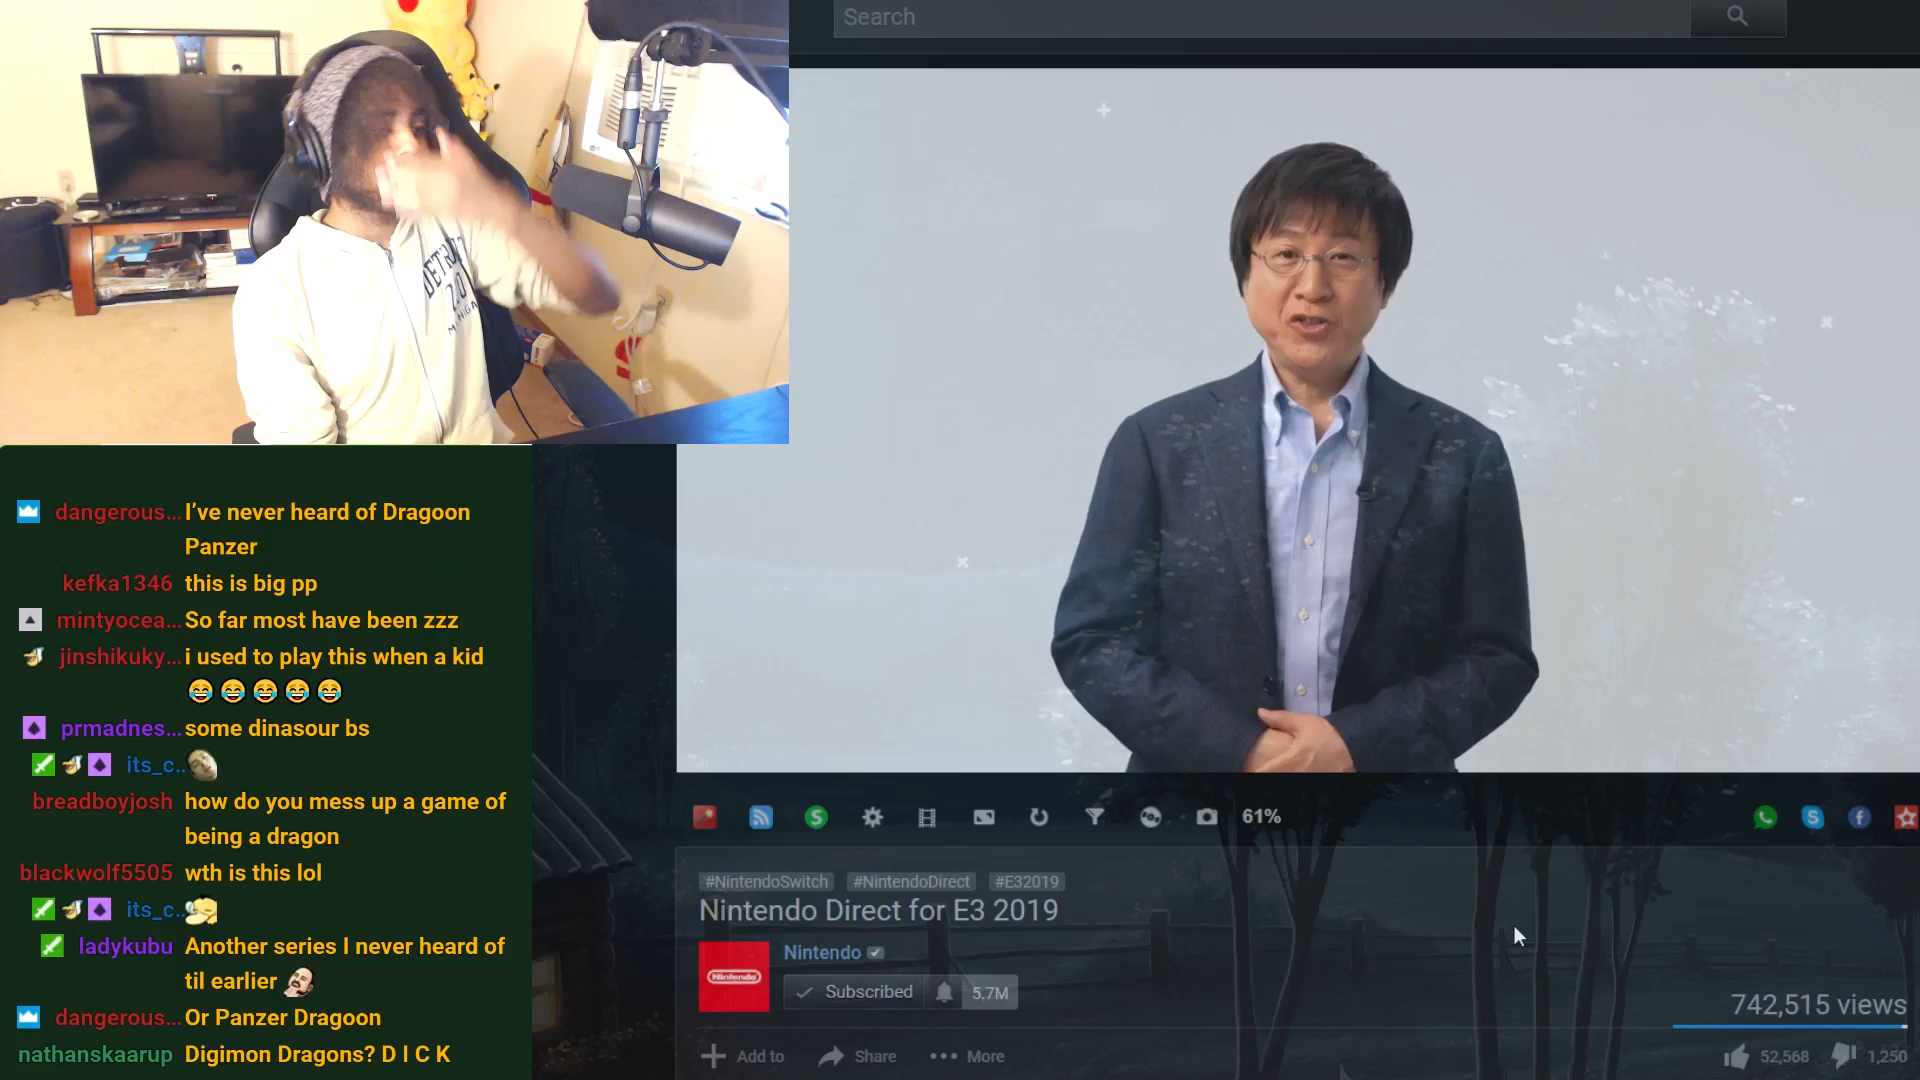 Search
DETR
dangerous... I've never heard of Dragoon
Panzer
kefka1346 this is big pp
mintyocea... So far most have been zzz
jinshikuky... i used to play this when a kid
😂 😂 😂 😂 😂
prmadnes... some dinasour bs
its_c..
breadboyjosh how do you mess up a game of
being a dragon
blackwolf5505 wth is this lol
its_c..
ladykubu Another series I never heard of
til earlier
dangerous... Or Panzer Dragoon
nathanskaarup Digimon Dragons? D I C K
61%
#NintendoSwitch #NintendoDirect #E32019
Nintendo Direct for E3 2019
Nintendo
Nintendo
Subscribed 5.7M
742,515 views
Add to Share More
52,568 1,250